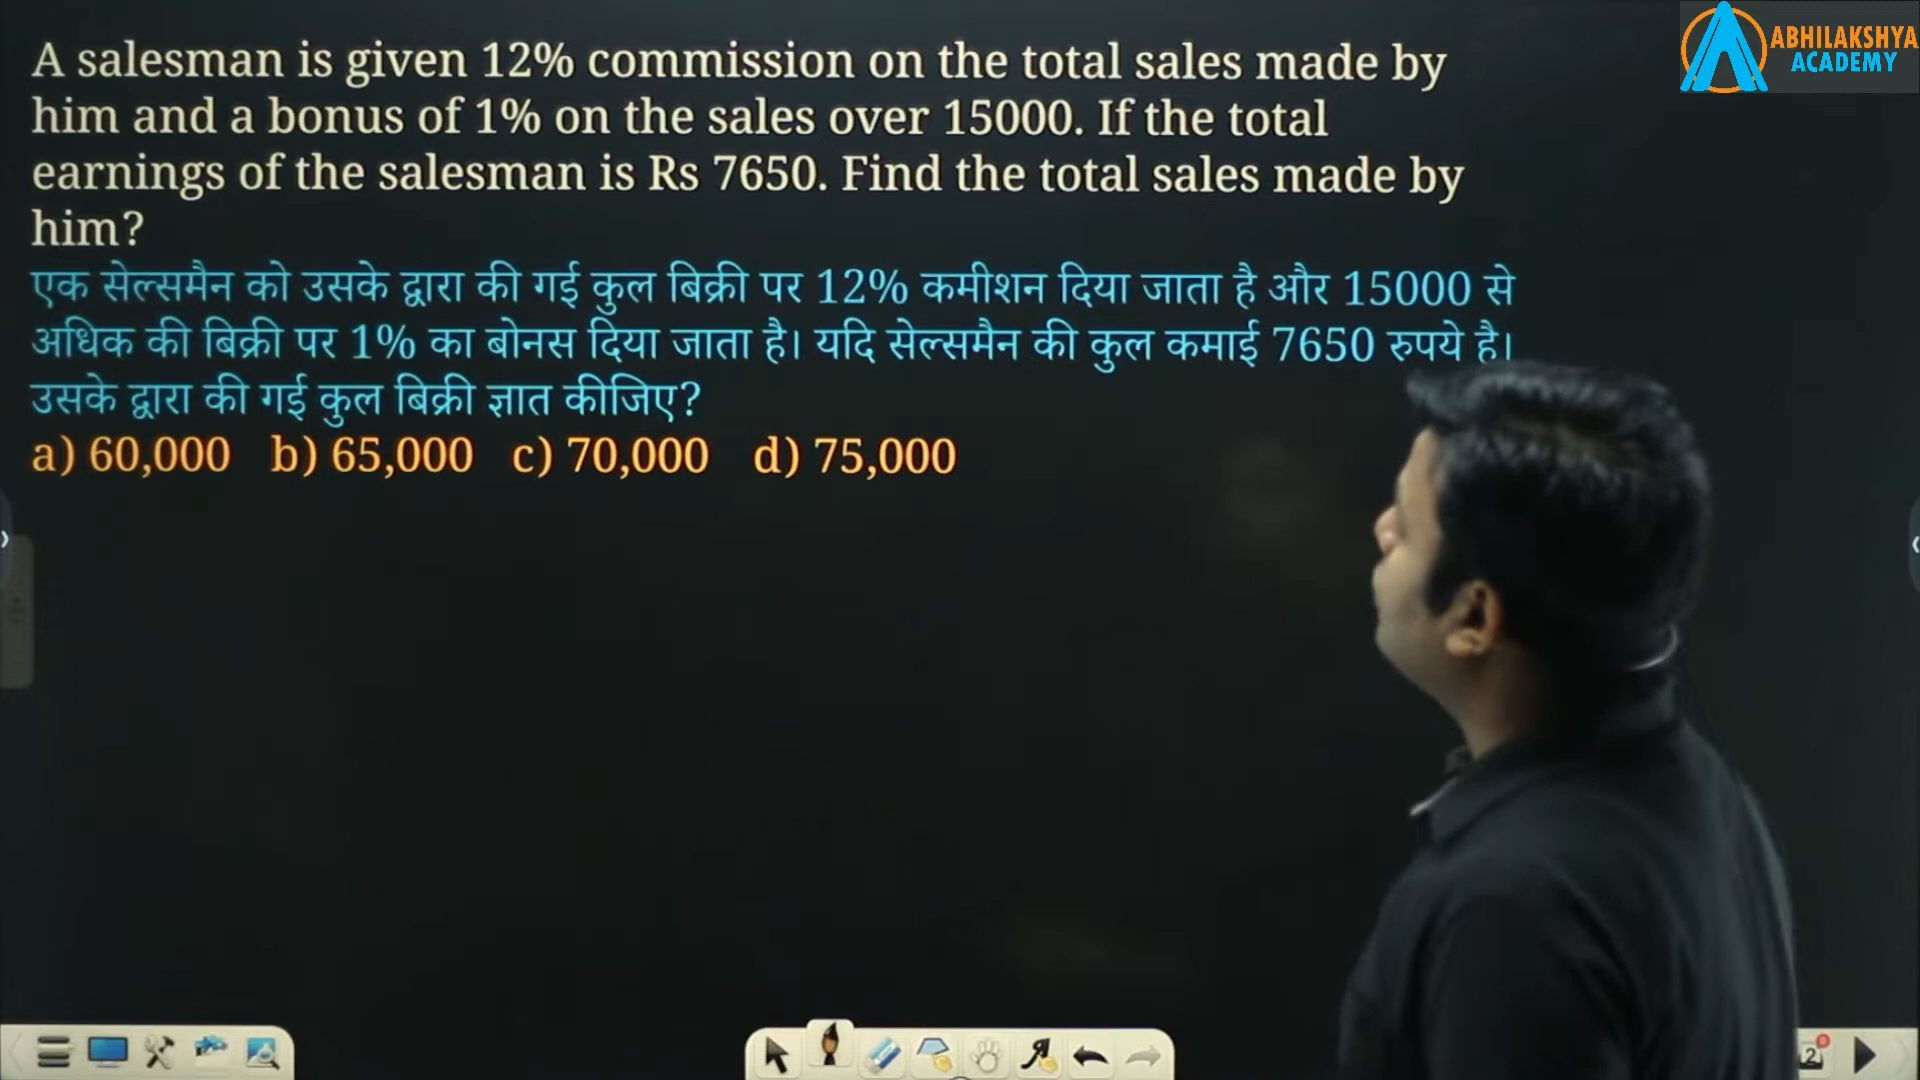 A salesman is given 12% commission on the total sales made by
him and a bonus of 1% on the sales over 15000. If the total
earnings of the salesman is Rs 7650. Find the total sales made by
him?
एक सेल्समैन को उसके द्वारा की गई कुल बिक्री पर 12% कमीशन दिया जाता है और 15000 से
अधिक की बिक्री पर 1% का बोनस दिया जाता है। यदि सेल्समैन की कुल कमाई 7650 रुपये है।
उसके द्वारा की गई कुल बिक्री ज्ञात कीजिए?
a) 60,000 b) 65,000 c) 70,000 d) 75,000
ABHILAKSHYA
ACADEMY
2